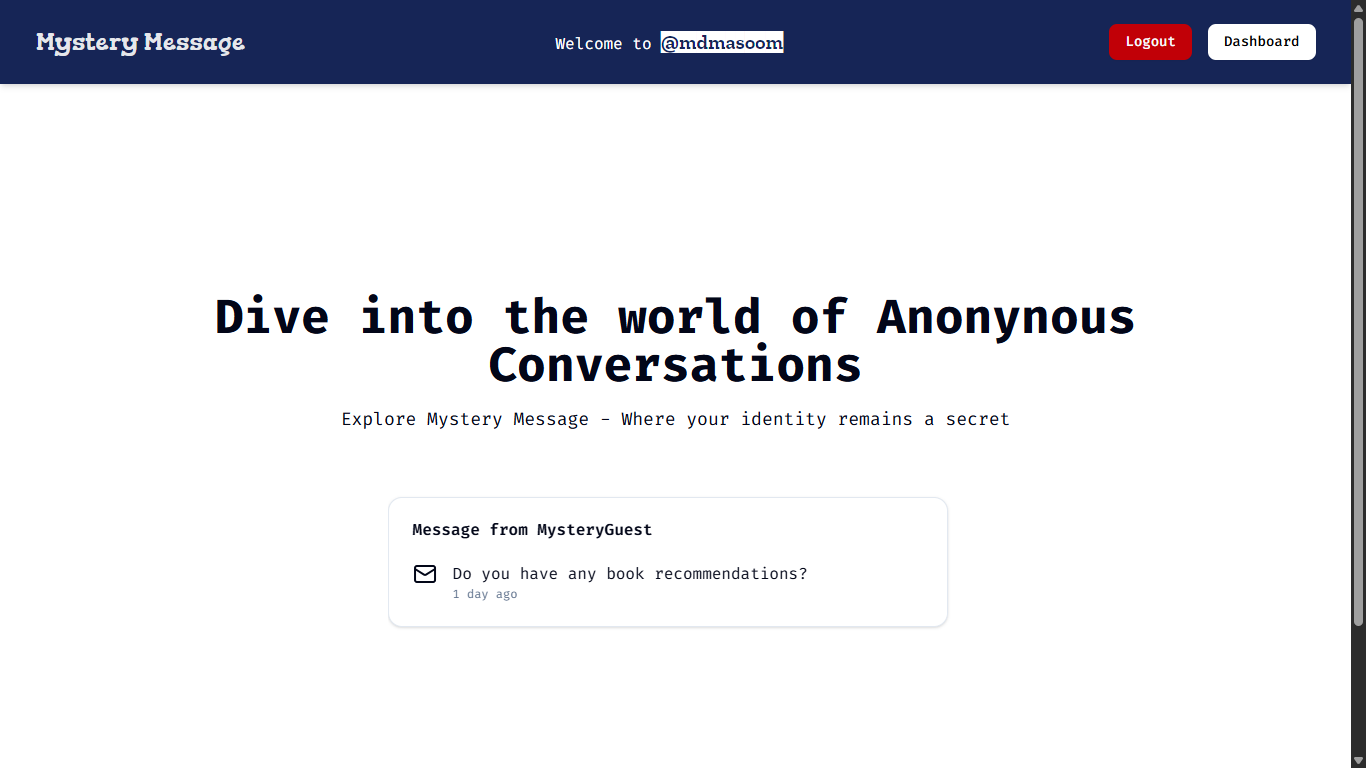 Mystery Message
Welcome to @mdmasoom
Logout
Dashboard
Dive into the world of Anonynous
Conversations
Explore Mystery Message - Where your identity remains a secret
Message from MysteryGuest
Do you have any book recommendations?
1 day ago